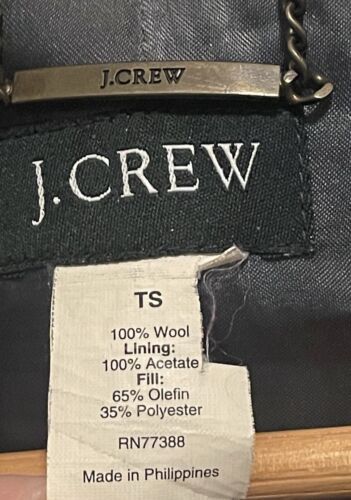 J.CREW
J.CREW
TS
100% Wool
Lining:
100% Acetate
Fill:
65% Olefin
35% Polyester
RN77388
Made in Philippines